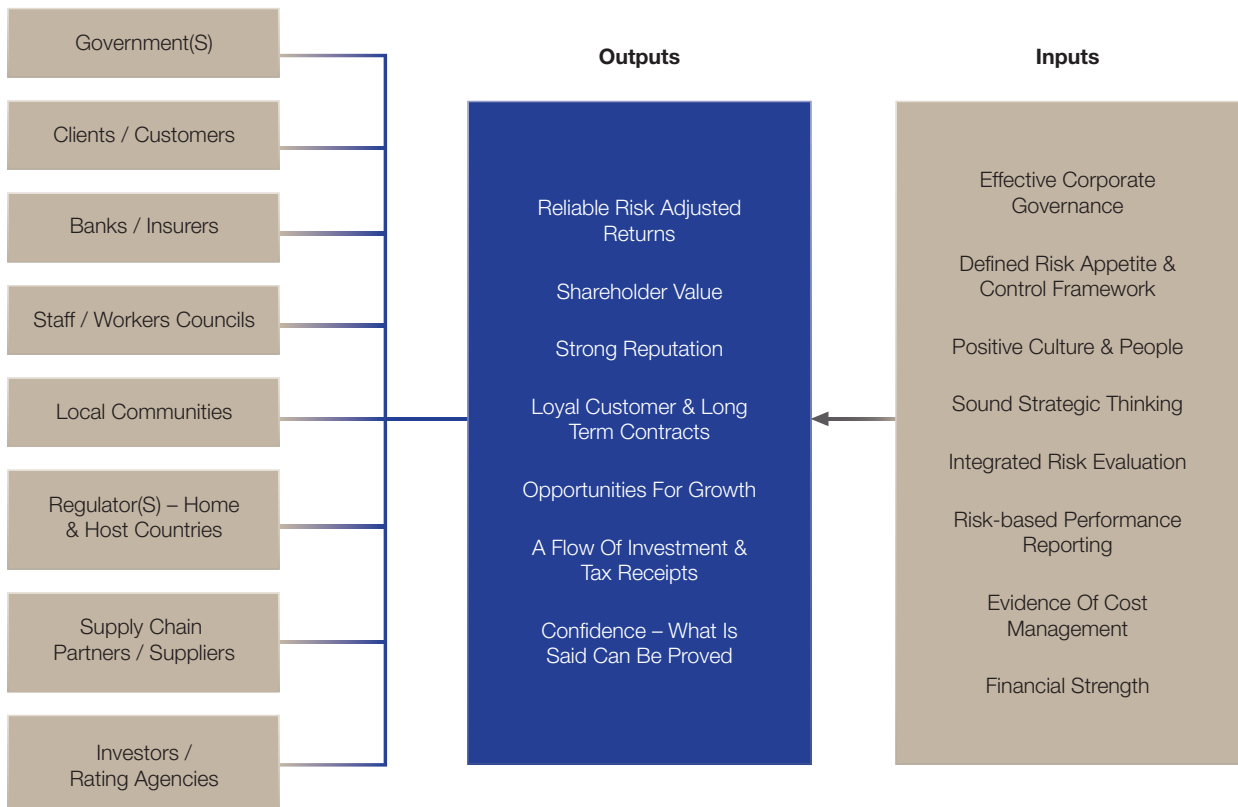 Government(S)
Clients / Customers
Banks / Insurers
Staff / Workers Councils
Local Communities
Regulator(S) – Home
& Host Countries
Supply Chain
Partners / Suppliers
Investors /
Rating Agencies
Outputs
Reliable Risk Adjusted
Returns
Shareholder Value
Strong Reputation
Loyal Customer & Long
Term Contracts
Opportunities For Growth
A Flow Of Investment &
Tax Receipts
Confidence – What Is
Said Can Be Proved
Inputs
Effective Corporate
Governance
Defined Risk Appetite &
Control Framework
Positive Culture & People
Sound Strategic Thinking
Integrated Risk Evaluation
Risk-based Performance
Reporting
Evidence Of Cost
Management
Financial Strength